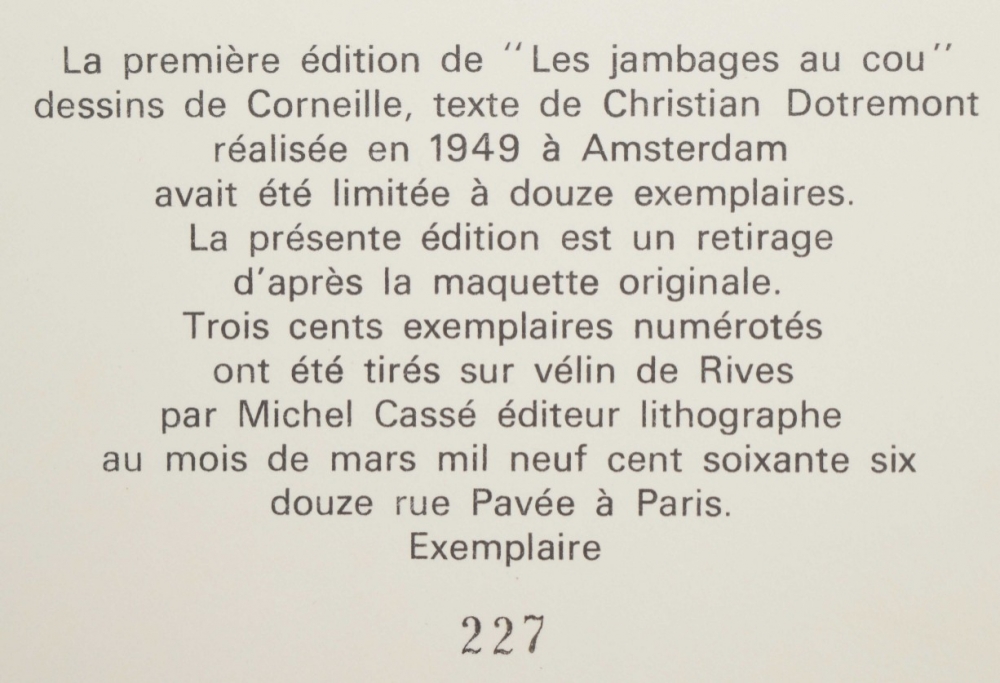 La première édition de "Les jambages au cou"
dessins de Corneille, texte de Christian Dotremont
réalisée en 1949 à Amsterdam
avait été limitée à douze exemplaires.
La présente édition est un retirage
d'après la maquette originale.
Trois cents exemplaires numérotés
ont été tirés sur vélin de Rives
par Michel Cassé éditeur lithographe
au mois de mars mil neuf cent soixante six
douze rue Pavée à Paris.
Exemplaire
227